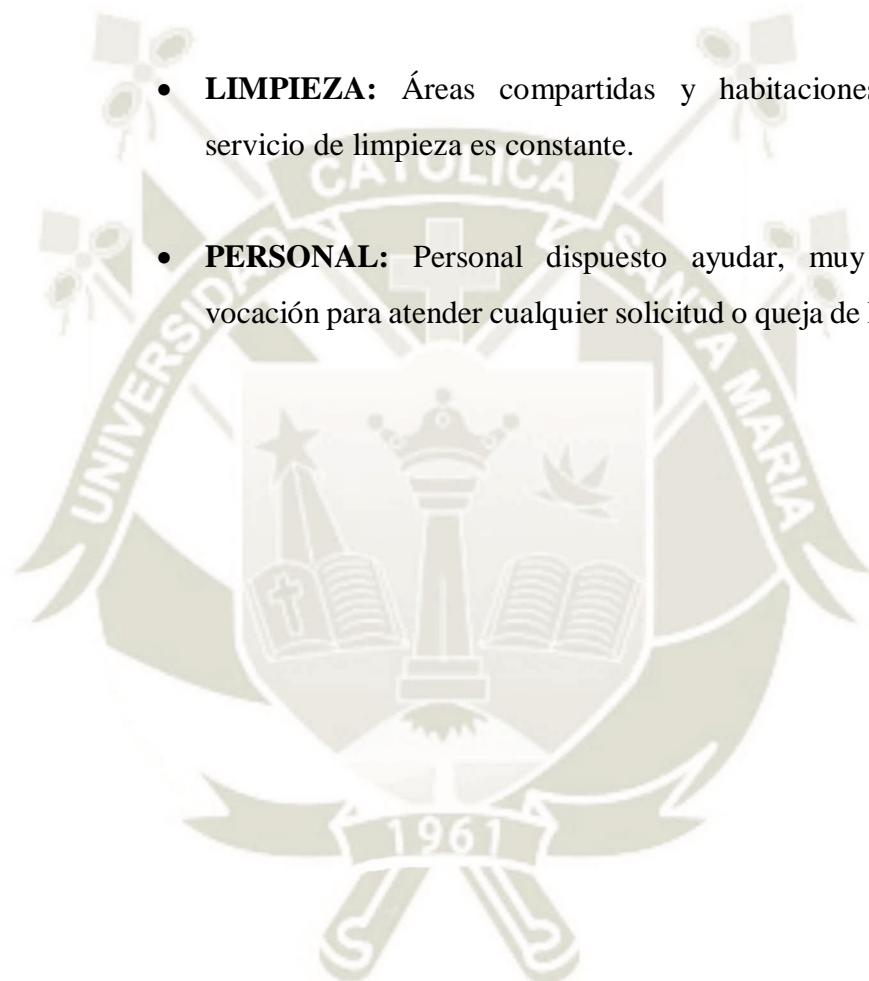 • LIMPIEZA: Áreas compartidas y habitaciones
servicio de limpieza es constante.
• PERSONAL: Personal dispuesto ayudar, muy
vocación para atender cualquier solicitud o queja de
UNIVERSIDAD CATOLICA SANTA MARIA
1961